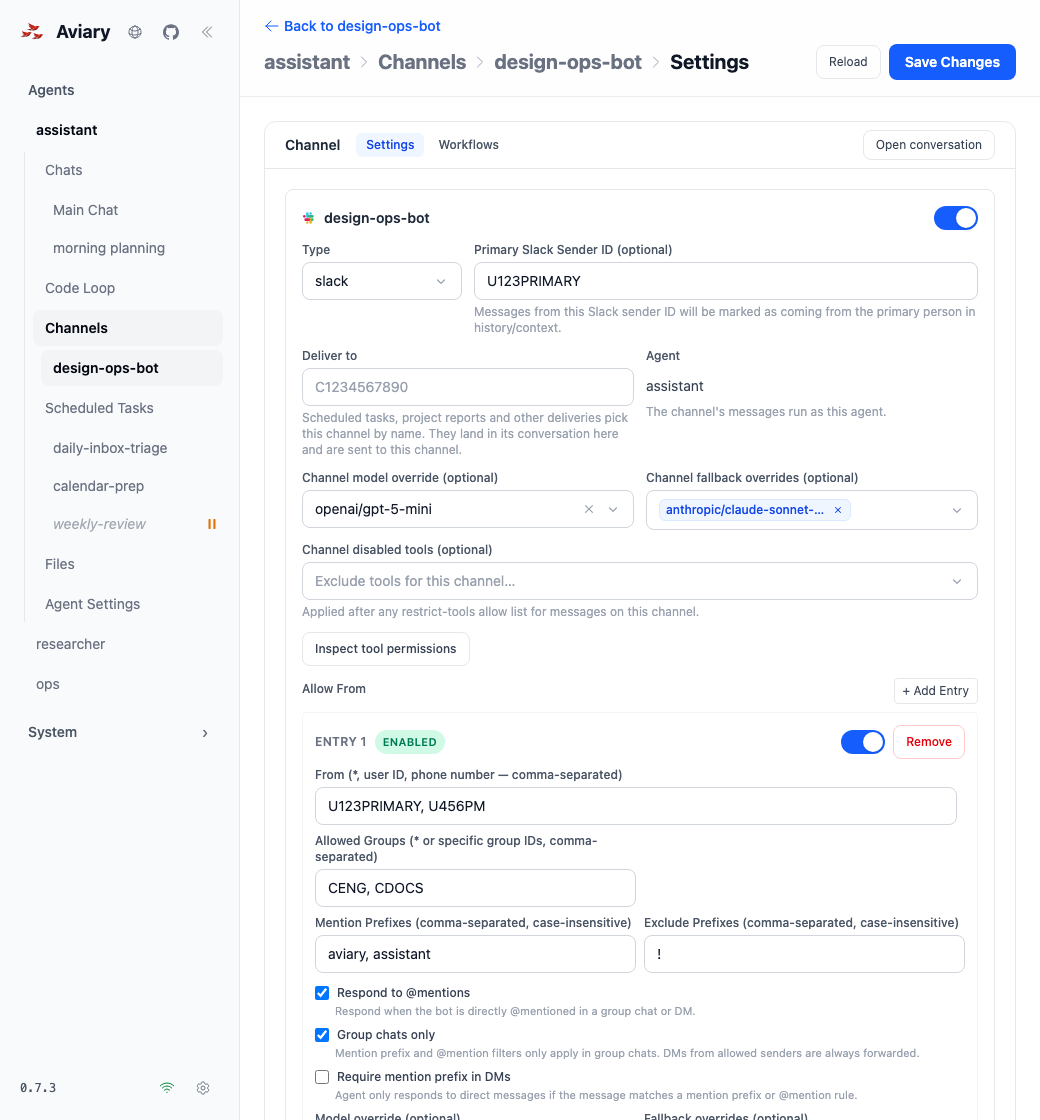 Aviary
Agents
assistant
Chats
Main Chat
morning planning
Code Loop
Channels
design-ops-bot
Scheduled Tasks
daily-inbox-triage
calendar-prep
weekly-review
Files
Agent Settings
researcher
ops
System
0.7.3
Back to design-ops-bot
assistant Channels design-ops-bot Settings
Reload
Save Changes
Channel Settings Workflows
Open conversation
design-ops-bot
Type
slack
Primary Slack Sender ID (optional)
U123PRIMARY
Messages from this Slack sender ID will be marked as coming from the primary person in
history/context.
Deliver to
C1234567890
Scheduled tasks, project reports and other deliveries pick
this channel by name. They land in its conversation here
and are sent to this channel.
Agent
assistant
The channel's messages run as this agent.
Channel model override (optional)
openai/gpt-5-mini
Channel fallback overrides (optional)
anthropic/claude-sonnet-...
Channel disabled tools (optional)
Exclude tools for this channel...
Applied after any restrict-tools allow list for messages on this channel.
Inspect tool permissions
Allow From
+ Add Entry
ENTRY 1 ENABLED
Remove
From (*, user ID, phone number — comma-separated)
U123PRIMARY, U456PM
Allowed Groups (* or specific group IDs, comma-
separated)
CENG, CDOCS
Mention Prefixes (comma-separated, case-insensitive)
aviary, assistant
Exclude Prefixes (comma-separated, case-insensitive)
!
Respond to @mentions
Respond when the bot is directly @mentioned in a group chat or DM.
Group chats only
Mention prefix and @mention filters only apply in group chats. DMs from allowed senders are always forwarded.
Require mention prefix in DMs
Agent only responds to direct messages if the message matches a mention prefix or @mention rule.
Model override (optional)
Fallback overrides (optional)